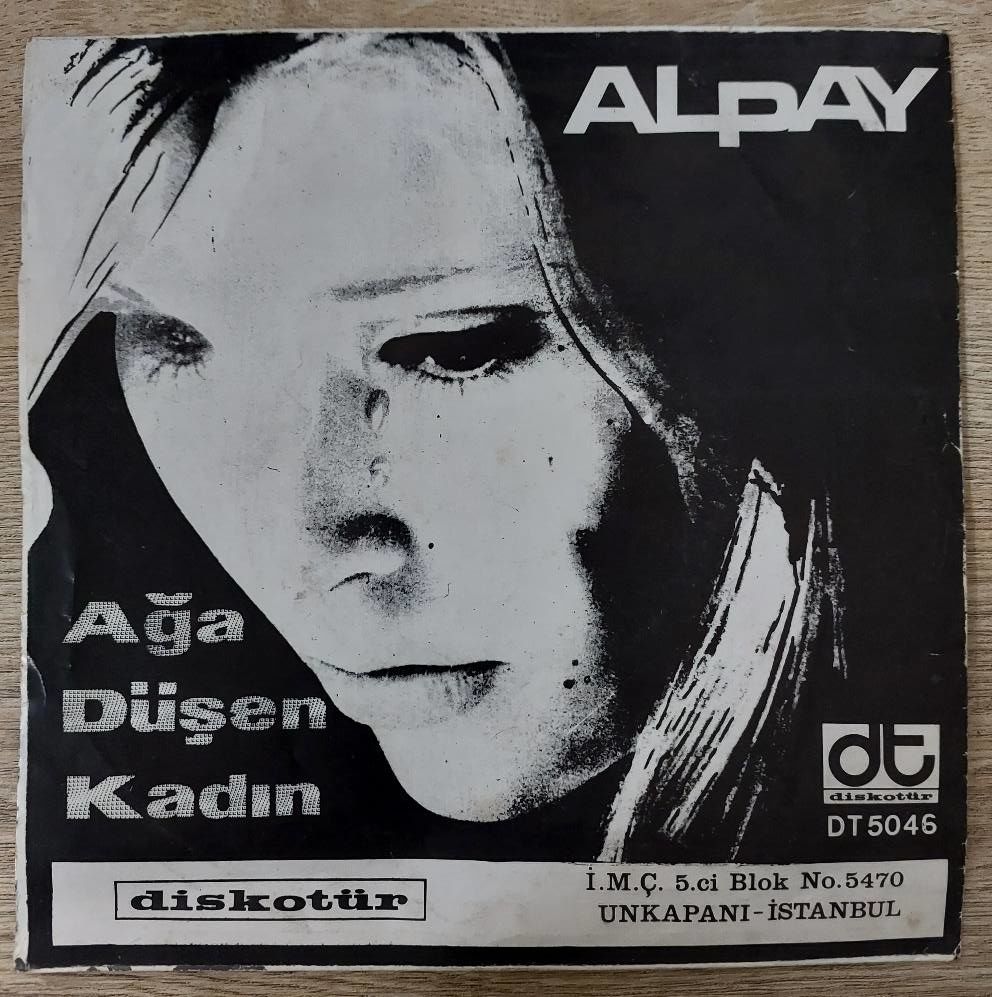 ALPAY
Ağa
Düşen
Kadın
dt
diskotür
DT 5046
diskotür
İ.M.Ç. 5.ci Blok No.5470
UNKAPANI-İSTANBUL